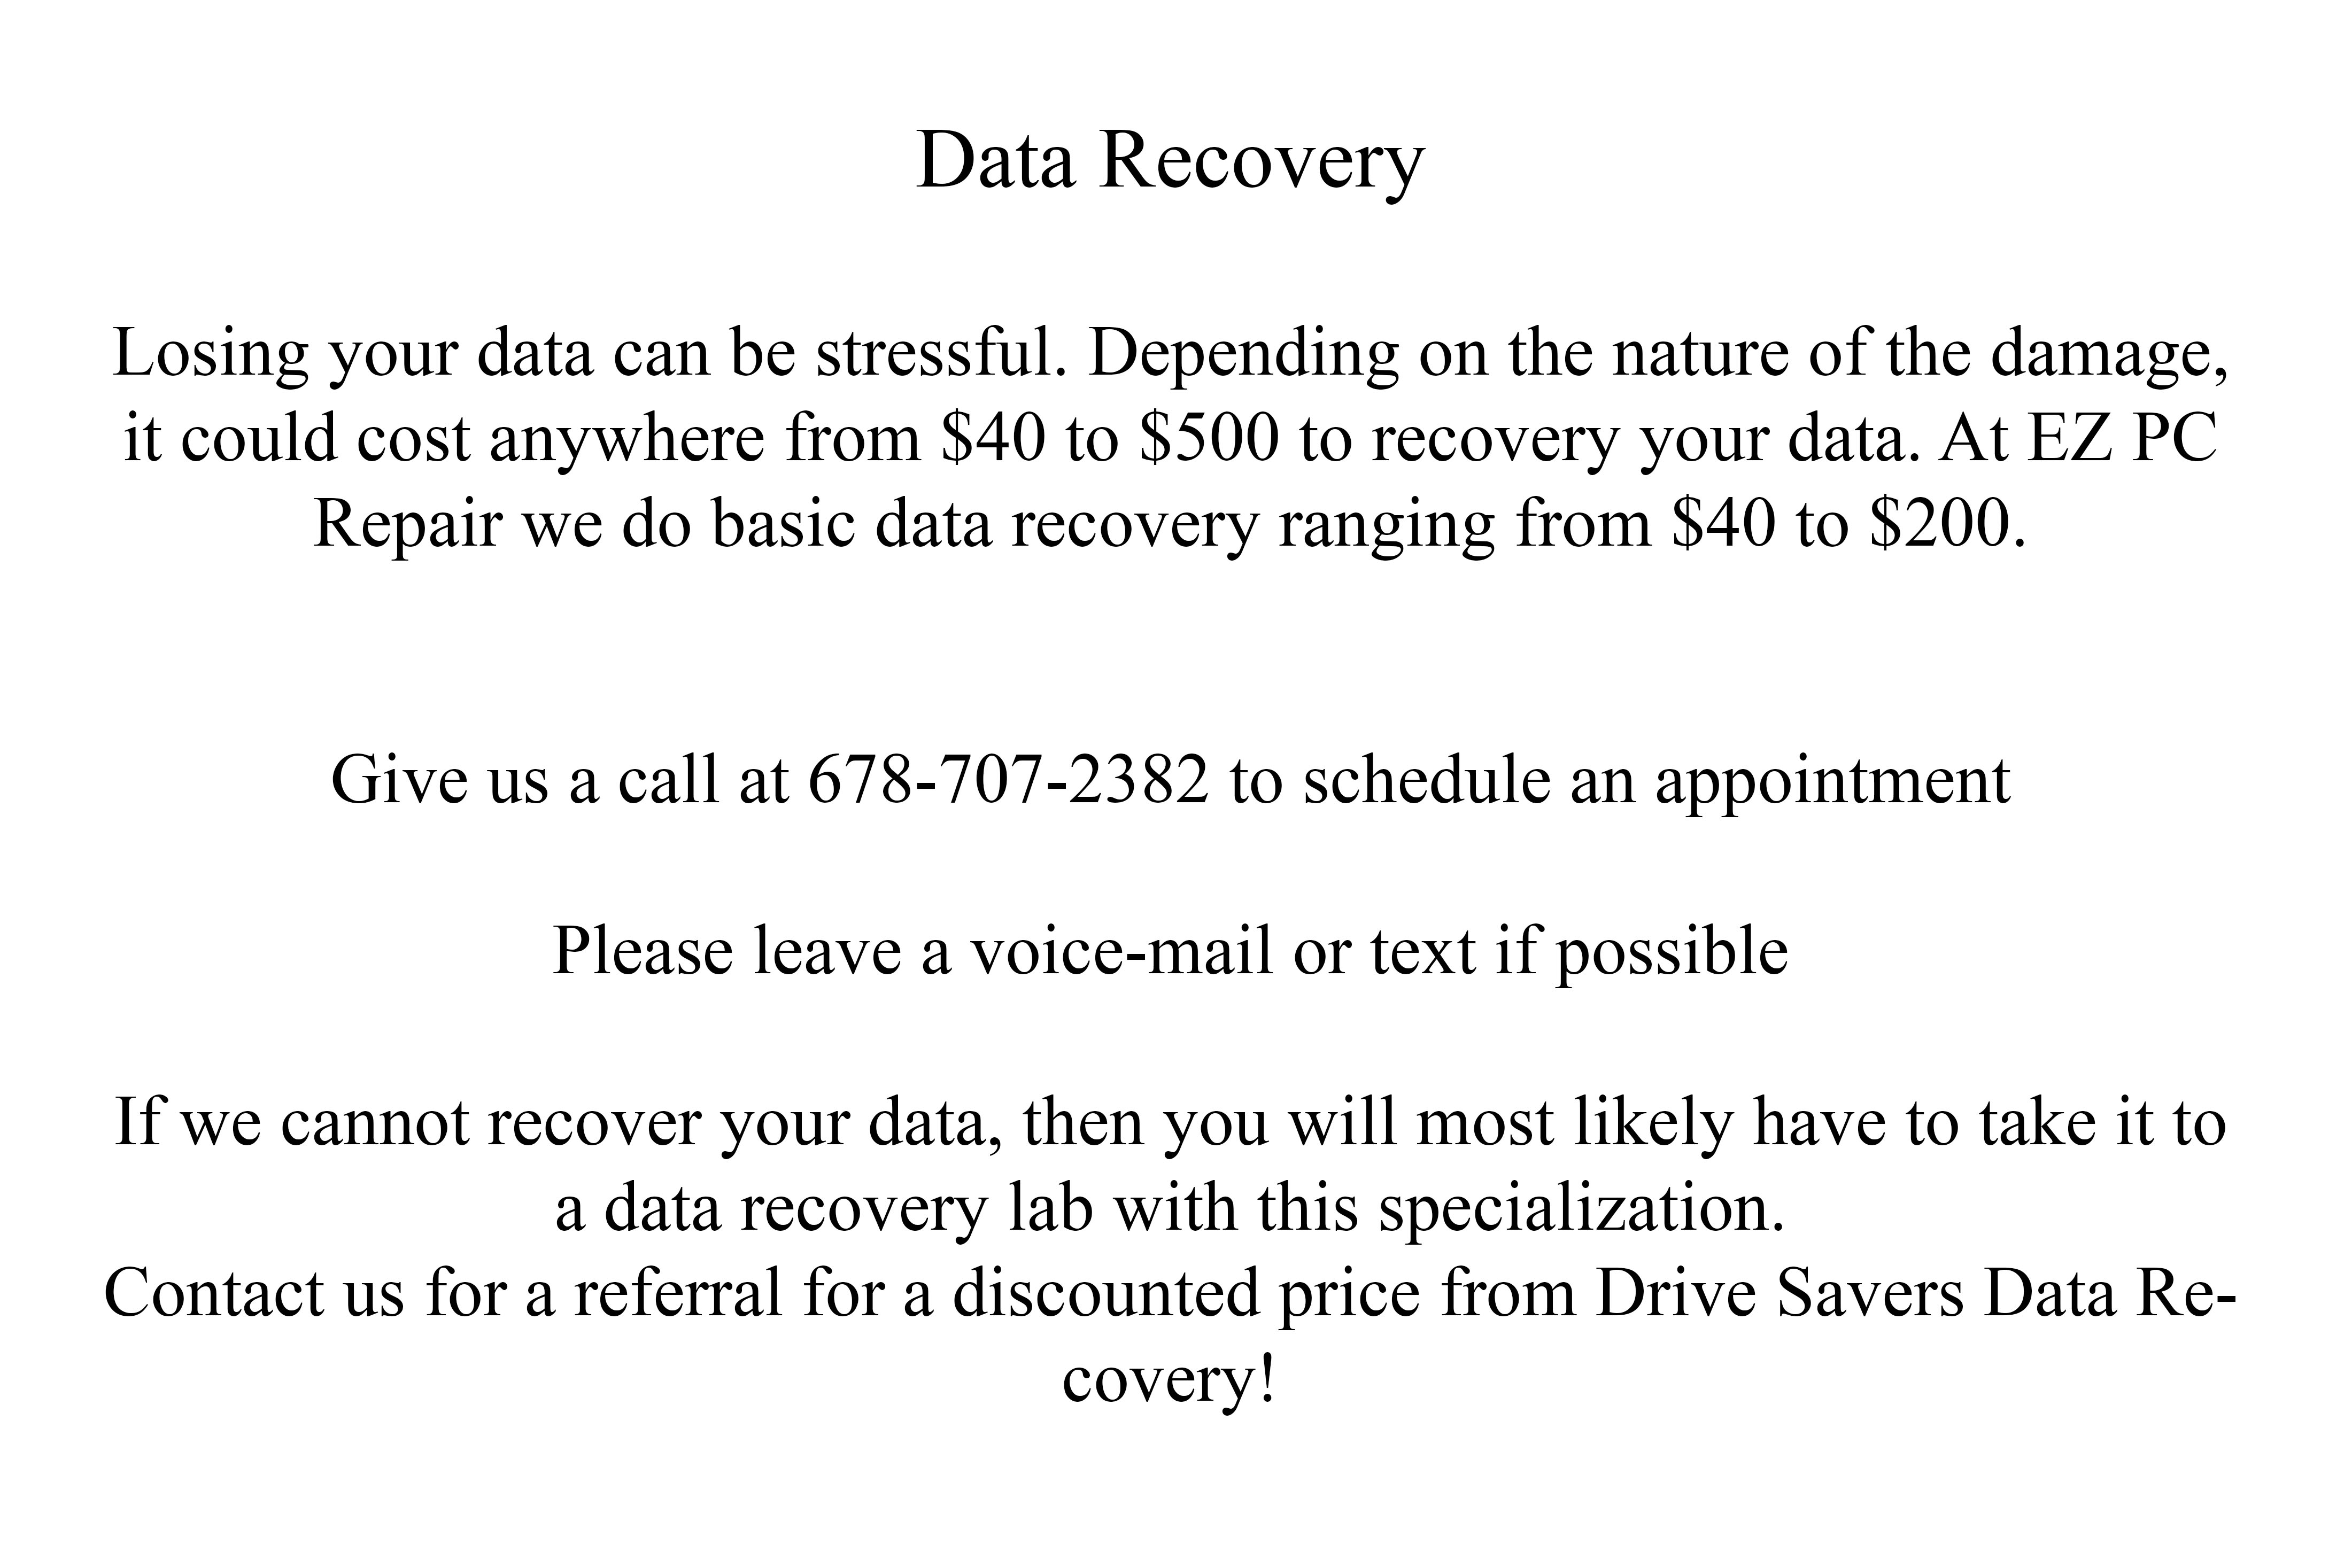 Data Recovery
Losing your data can be stressful. Depending on the nature of the damage,
it could cost anywhere from $40 to $500 to recovery your data. At EZ PC
Repair we do basic data recovery ranging from $40 to $200.
Give us a call at 678-707-2382 to schedule an appointment
Please leave a voice-mail or text if possible
If we cannot recover your data, then you will most likely have to take it to
a data recovery lab with this specialization.
Contact us for a referral for a discounted price from Drive Savers Data Re-
covery!